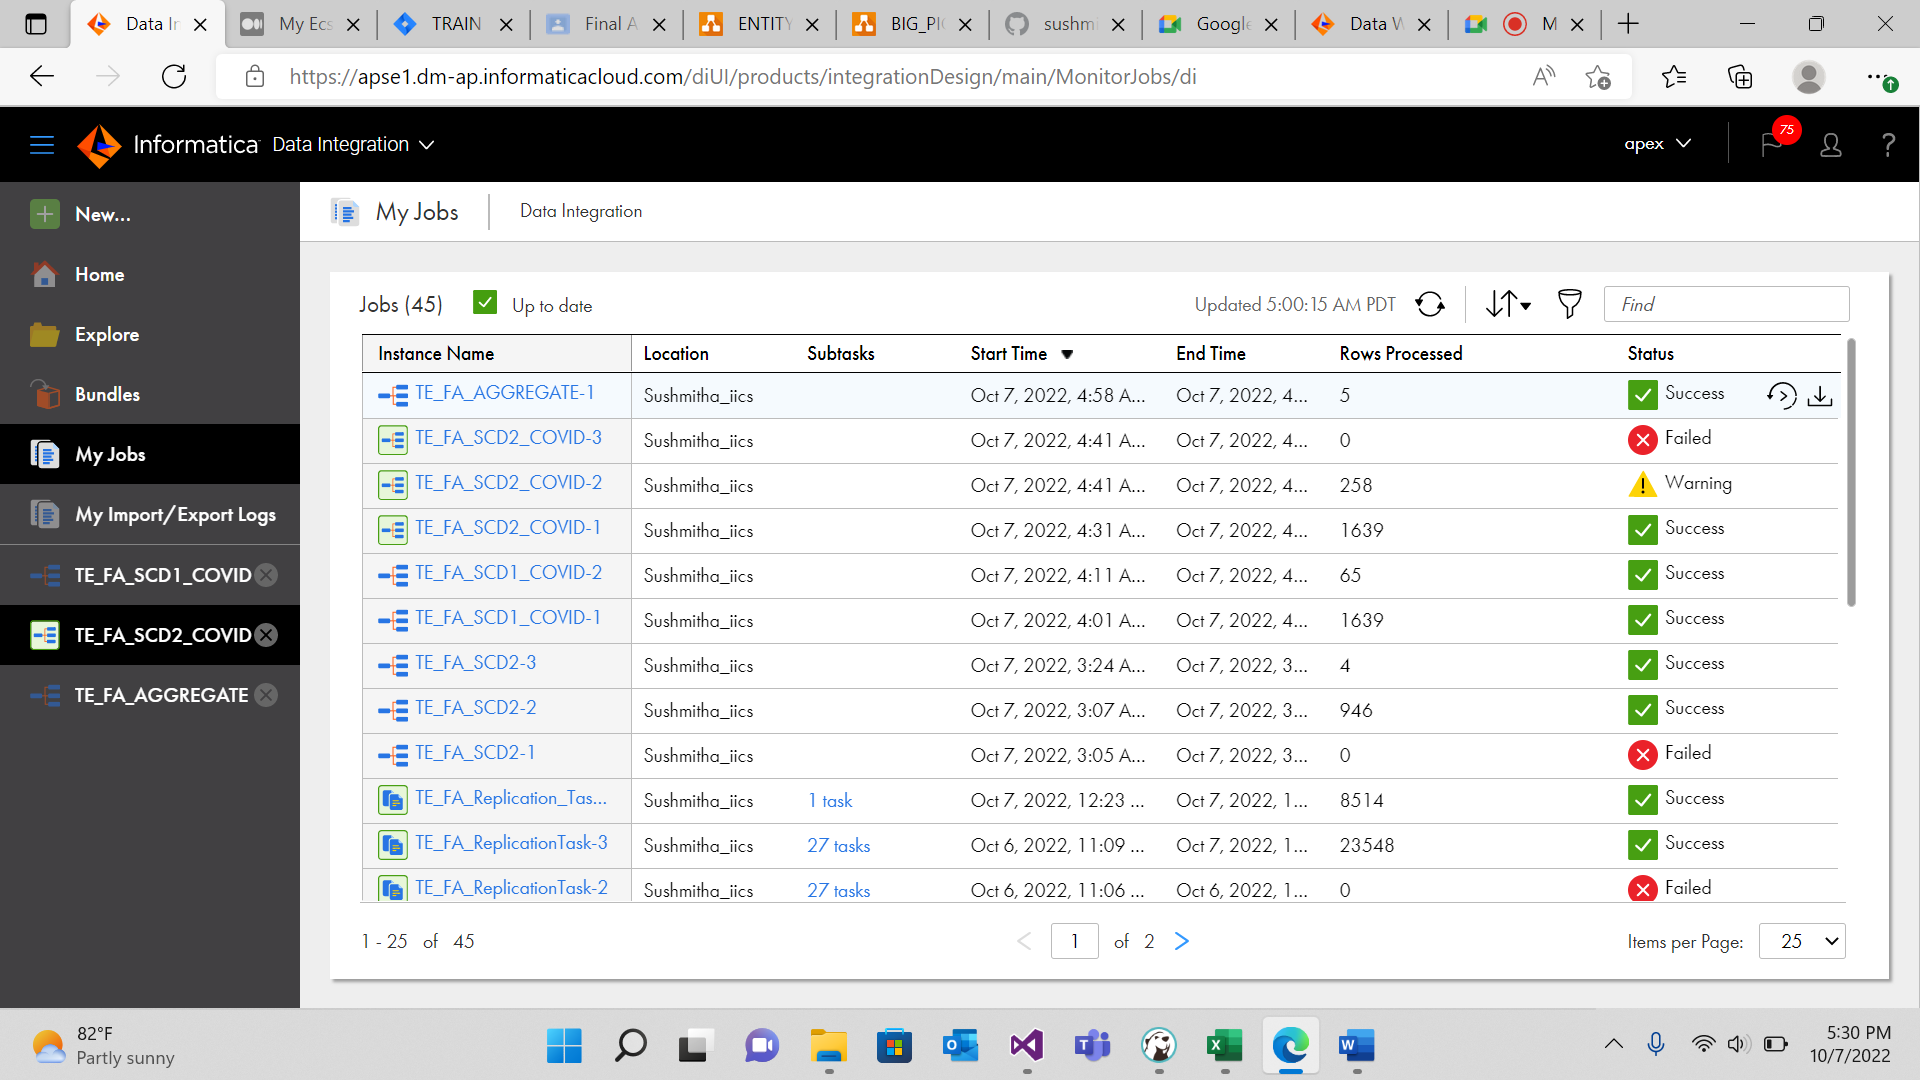 Data In
My Ecs
TRAIN
Final A
ENTITY
BIG_PIC
sushmi
Google
Data W
M
https://apse1.dm-ap.informaticacloud.com/diUI/products/integrationDesign/main/MonitorJobs/di
Informatica Data Integration
apex
75
?
New...
Home
Explore
Bundles
My Jobs
My Import/Export Logs
TE_FA_SCD1_COVID
TE_FA_SCD2_COVID
TE_FA_AGGREGATE
My Jobs Data Integration
Jobs (45) Up to date Updated 5:00:15 AM PDT Find
Instance Name Location Subtasks Start Time End Time Rows Processed Status
TE_FA_AGGREGATE-1 Sushmitha_iics Oct 7, 2022, 4:58 A... Oct 7, 2022, 4... 5 Success
TE_FA_SCD2_COVID-3 Sushmitha_iics Oct 7, 2022, 4:41 A... Oct 7, 2022, 4... 0 Failed
TE_FA_SCD2_COVID-2 Sushmitha_iics Oct 7, 2022, 4:41 A... Oct 7, 2022, 4... 258 Warning
TE_FA_SCD2_COVID-1 Sushmitha_iics Oct 7, 2022, 4:31 A... Oct 7, 2022, 4... 1639 Success
TE_FA_SCD1_COVID-2 Sushmitha_iics Oct 7, 2022, 4:11 A... Oct 7, 2022, 4... 65 Success
TE_FA_SCD1_COVID-1 Sushmitha_iics Oct 7, 2022, 4:01 A... Oct 7, 2022, 4... 1639 Success
TE_FA_SCD2-3 Sushmitha_iics Oct 7, 2022, 3:24 A... Oct 7, 2022, 3... 4 Success
TE_FA_SCD2-2 Sushmitha_iics Oct 7, 2022, 3:07 A... Oct 7, 2022, 3... 946 Success
TE_FA_SCD2-1 Sushmitha_iics Oct 7, 2022, 3:05 A... Oct 7, 2022, 3... 0 Failed
TE_FA_Replication_Tas... Sushmitha_iics 1 task Oct 7, 2022, 12:23 ... Oct 7, 2022, 1... 8514 Success
TE_FA_ReplicationTask-3 Sushmitha_iics 27 tasks Oct 6, 2022, 11:09 ... Oct 7, 2022, 1... 23548 Success
TE_FA_ReplicationTask-2 Sushmitha_iics 27 tasks Oct 6, 2022, 11:06 ... Oct 6, 2022, 1... 0 Failed
1 - 25 of 45 1 of 2 Items per Page: 25
82°F
Partly sunny
5:30 PM
10/7/2022